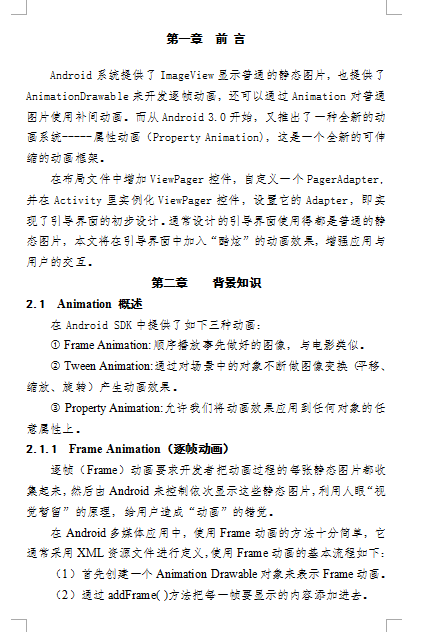 第一章 前 言
Android 系统提供了 ImageView 显示普通的静态图片，也提供了
AnimationDrawable 来开发逐帧动画，还可以通过 Animation 对普通
图片使用补间动画。而从 Android 3.0 开始，又推出了一种全新的动
画系统-----属性动画（Property Animation)，这是一个全新的可伸
缩的动画框架。
在布局文件中增加 ViewPager 控件，自定义一个 PagerAdapter,
并在 Activity 里实例化 ViewPager 控件，设置它的 Adapter，即实
现了引导界面的初步设计。通常设计的引导界面使用得都是普通的静
态图片，本文将在引导界面中加入“酷炫”的动画效果，增强应用与
用户的交互。
第二章 背景知识
2.1 Animation 概述
在 Android SDK 中提供了如下三种动画：
① Frame Animation: 顺序播放事先做好的图像，与电影类似。
② Tween Animation:通过对场景中的对象不断做图像变换（平移、
缩放、旋转）产生动画效果。
③ Property Animation:允许我们将动画效果应用到任何对象的任
意属性上。
2.1.1 Frame Animation（逐帧动画）
逐帧（Frame）动画要求开发者把动画过程的每张静态图片都收
集起来，然后由 Android 来控制依次显示这些静态图片，利用人眼“视
觉暂留”的原理，给用户造成“动画”的错觉。
在 Android 多媒体应用中，使用 Frame 动画的方法十分简单，它
通常采用 XML 资源文件进行定义，使用 Frame 动画的基本流程如下：
（1）首先创建一个 Animation Drawable 对象来表示 Frame 动画。
（2）通过 addFrame( )方法把每一帧要显示的内容添加进去。